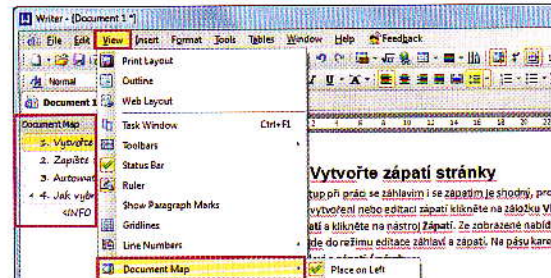 Writer - [Document 1 *]
File Edit View Insert Format Tools Tables Window Help Feedback
Normal
Document 1
Document Map
1. Vytvořte
2. Zapište
3. Automat
4. Jak vybr
<INFO
Print Layout
Outline
Web Layout
Task Window Ctrl+F1
Toolbars
Status Bar
Ruler
Show Paragraph Marks
Gridlines
Line Numbers
Document Map
Place on Left
Vytvořte zápatí stránky
tup při práci se záhlavím i se zápatím je shodný, pro
vytvoření nebo editaci zápatí klikněte na záložku Vl
atí a klikněte na nástroj Zápatí. Ze zobrazené nabíd
de do režimu editace záhlaví a zápatí. Na pásu kare